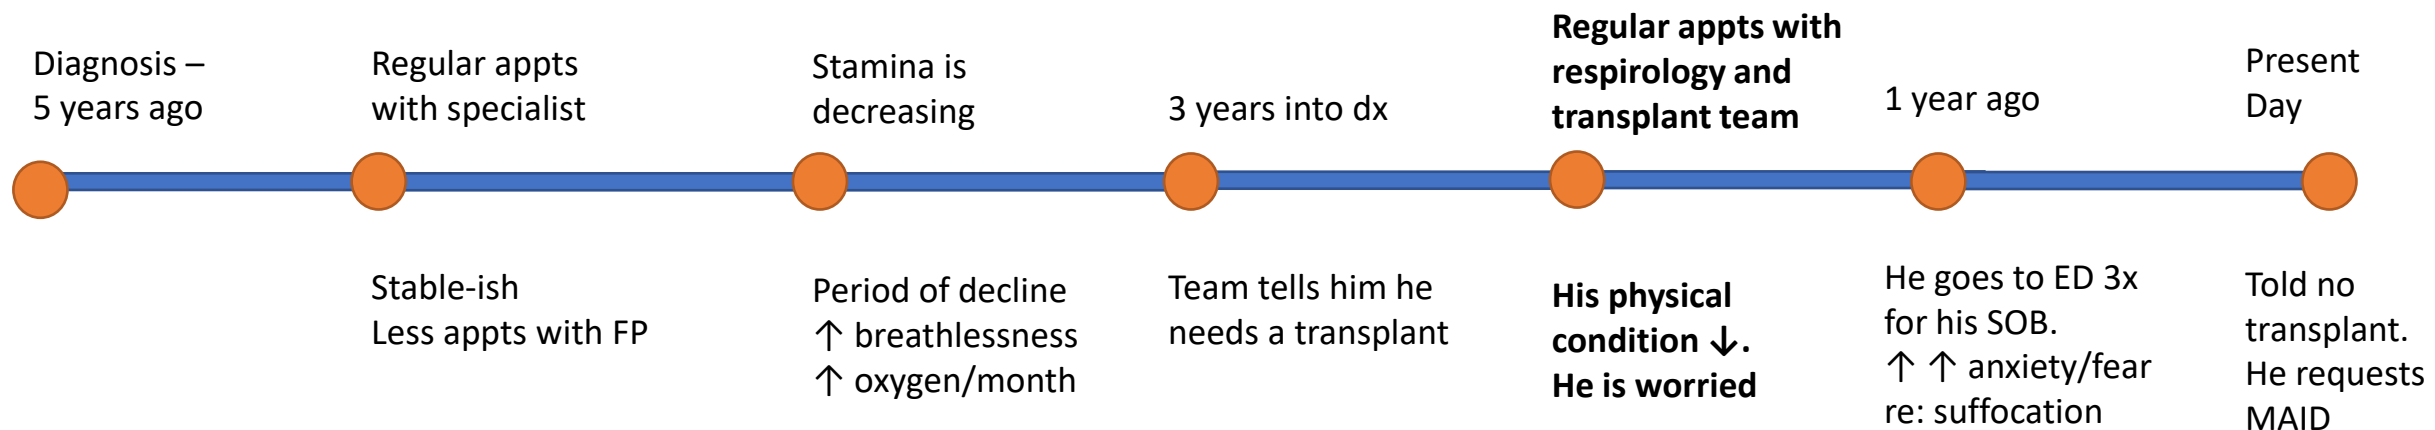 Diagnosis –
5 years ago
Regular appts
with specialist
Stable-ish
Less appts with FP
Stamina is
decreasing
Period of decline
↑ breathlessness
↑ oxygen/month
3 years into dx
Team tells him he
needs a transplant
Regular appts with
respirology and
transplant team
His physical
condition ↓.
He is worried
1 year ago
He goes to ED 3x
for his SOB.
↑ ↑ anxiety/fear
re: suffocation
Present
Day
Told no
transplant.
He requests
MAID